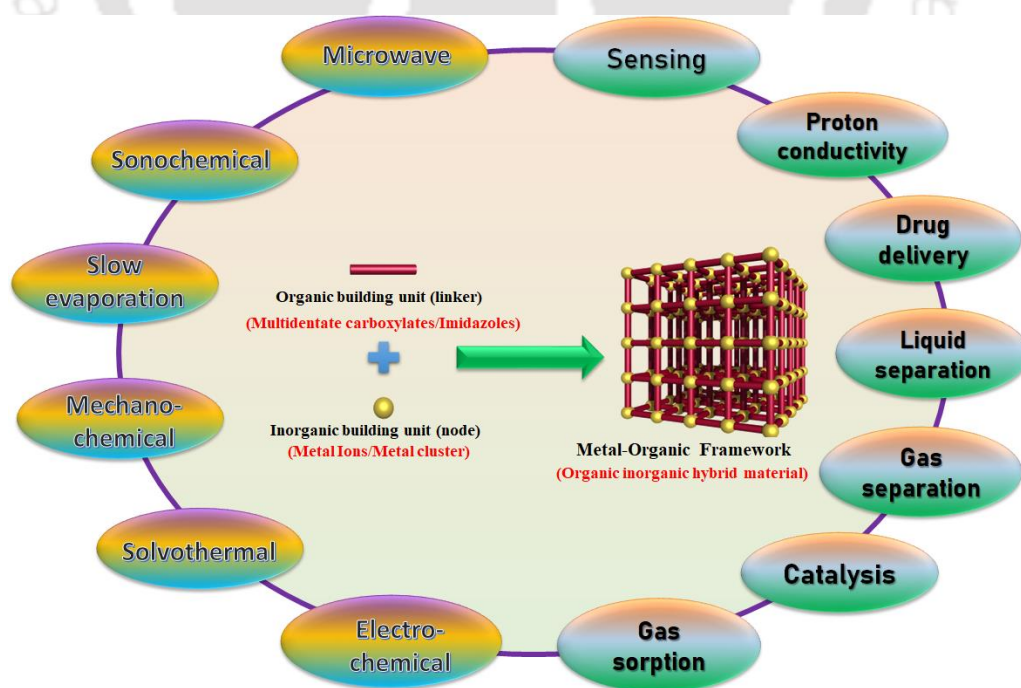 Microwave
Sonochemical
Slow
evaporation
Mechano-
chemical
Solvothermal
Electro-
chemical
Organic building unit (linker)
(Multidentate carboxylates/Imidazoles)
Inorganic building unit (node)
(Metal Ions/Metal cluster)
Metal-Organic Framework
(Organic inorganic hybrid material)
Sensing
Proton
conductivity
Drug
delivery
Liquid
separation
Gas
separation
Catalysis
Gas
sorption